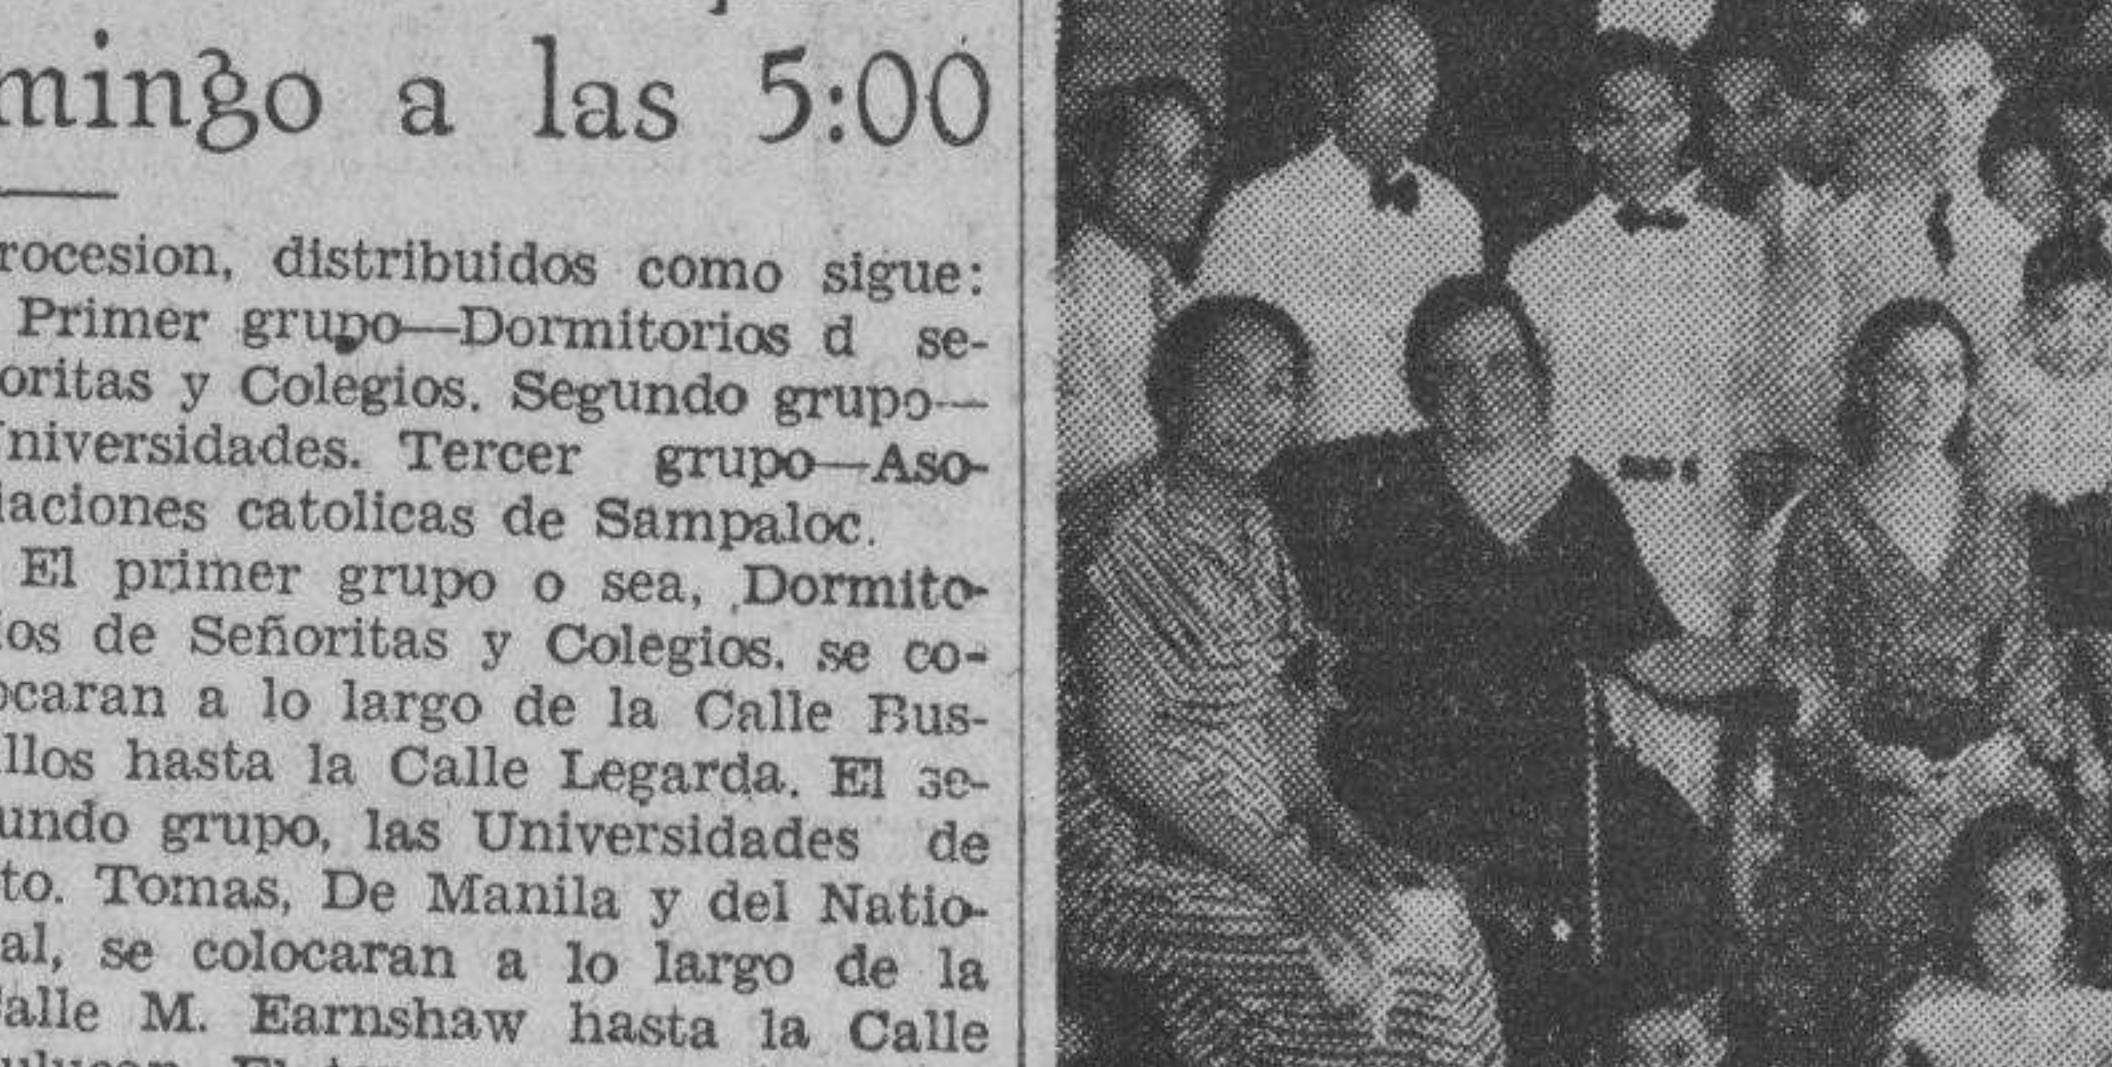 mingo a las 5:00
rocesion, distribuidos como sigue:
Primer grupo—Dormitorios d se-
oritas y Colegios. Segundo grupo—
niversidades. Tercer grupo—Aso-
iaciones catolicas de Sampaloc.
El primer grupo o sea, Dormito-
ios de Señoritas y Colegios. se co-
ocaran a lo largo de la Calle Bus-
illos hasta la Calle Legarda. El se-
undo grupo, las Universidades de
to. Tomas, De Manila y del Natio-
al, se colocaran a lo largo de la
alle M. Earnshaw hasta la Calle